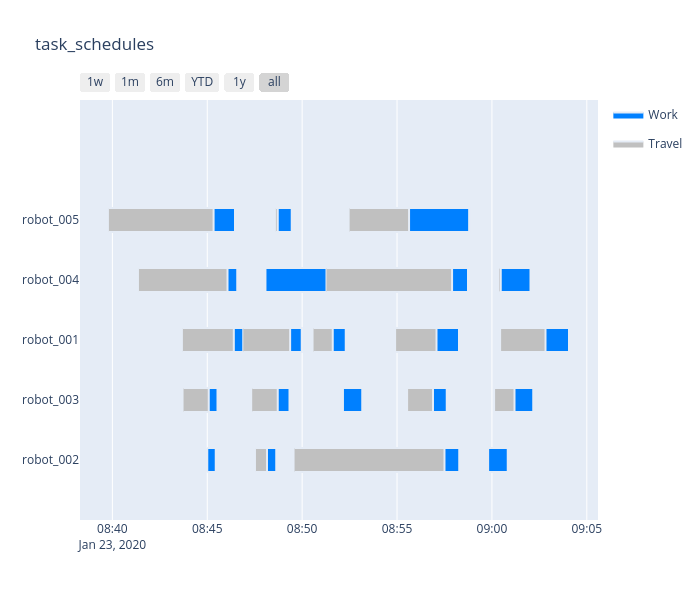 task_schedules
1w 1m 6m YTD 1y all
Work
Travel
robot_005
robot_004
robot_001
robot_003
robot_002
08:40 08:45 08:50 08:55 09:00 09:05
Jan 23, 2020